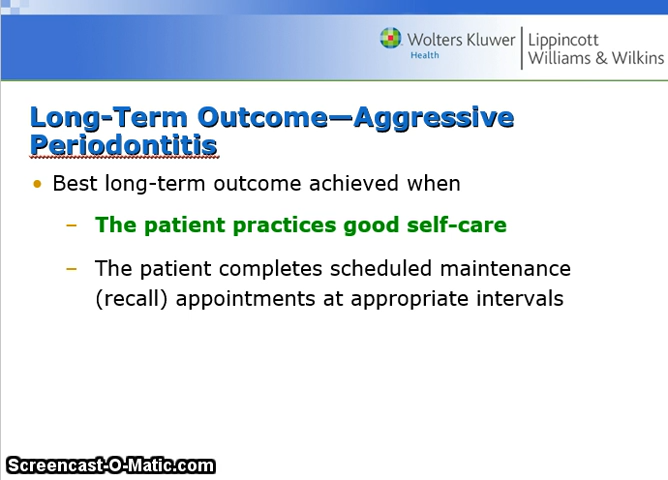 Wolters Kluwer
Health
Lippincott
Williams & Wilkins
Long-Term Outcome—Aggressive
Periodontitis
• Best long-term outcome achieved when
– The patient practices good self-care
– The patient completes scheduled maintenance
(recall) appointments at appropriate intervals
Screencast-O-Matic.com